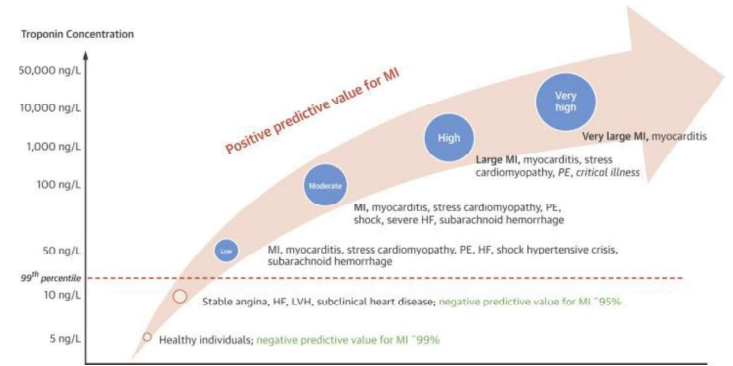 Troponin Concentration
50,000 ng/L
10,000 ng/L
1,000 ng/L
100 ng/L
50 ng/L
99th percentile
10 ng/L
5 ng/L
Positive predictive value for MI
Very
high
Very large MI, myocarditis
High
Large MI, myocarditis, stress
cardiomyopathy, PE, critical illness
Moderate
MI, myocarditis, stress cardiomyopathy, PE,
shock, severe HF, subarachnoid hemorrhage
Low
MI, myocarditis, stress cardiomyopathy, PE, HF, shock hypertensive crisis,
subarachnoid hemorrhage
Stable angina, HF, LVH, subclinical heart disease; negative predictive value for MI ~95%
Healthy individuals; negative predictive value for MI ~99%